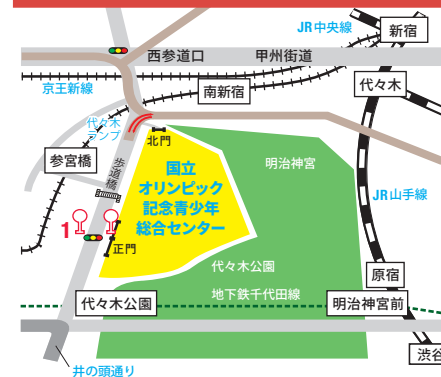 JR中央線
新宿
西参道口
甲州街道
京王新線
南新宿
代々木
代々木
ランプ
北門
参宮橋
歩道橋
国立
オリンピック
記念青少年
総合センター
明治神宮
JR山手線
1
正門
代々木公園
原宿
地下鉄千代田線
代々木公園
明治神宮前
渋谷
井の頭通り